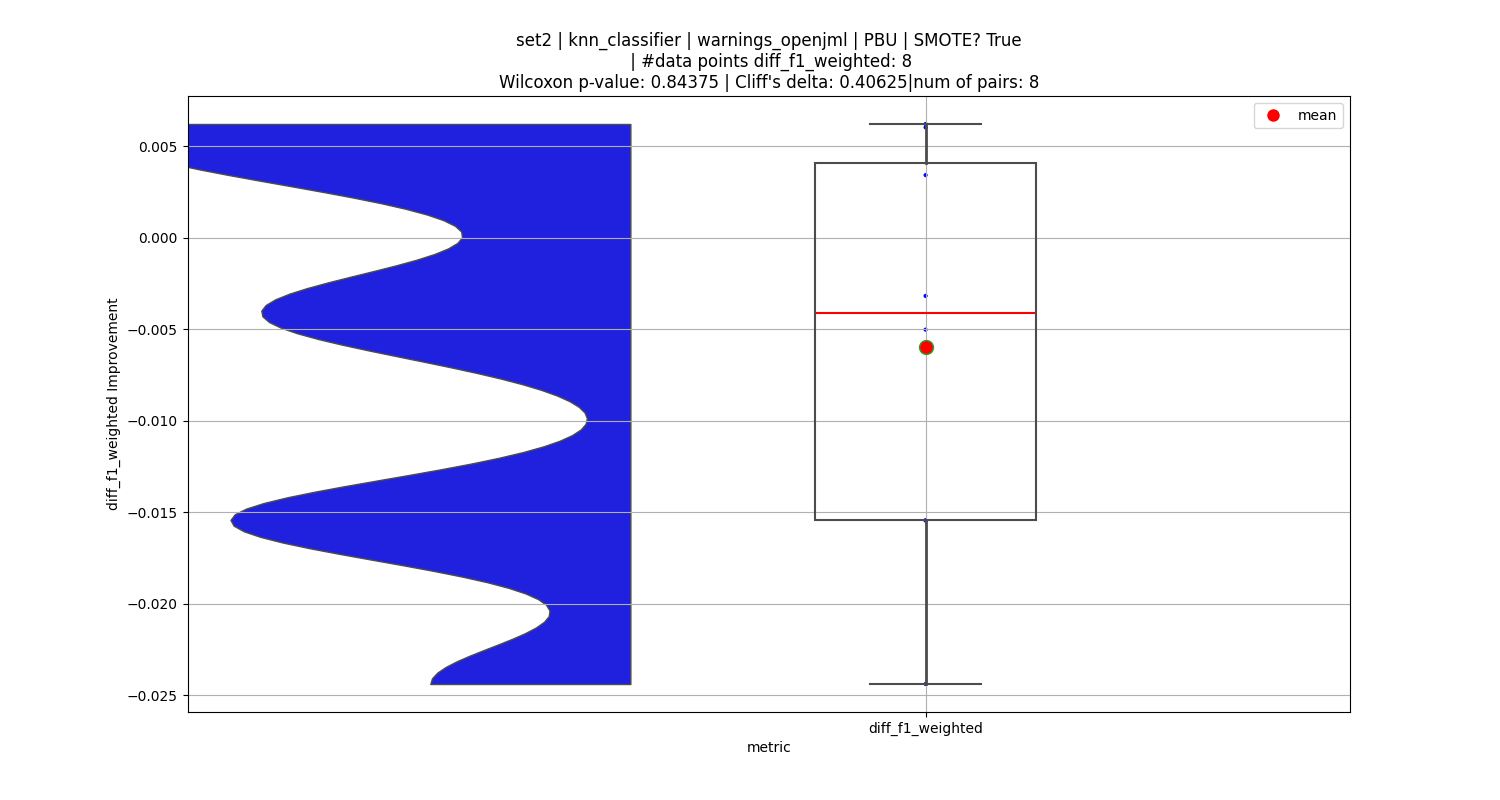 set2 | knn_classifier | warnings_openjml | PBU | SMOTE? True
| #data points diff_f1_weighted: 8
Wilcoxon p-value: 0.84375 | Cliff's delta: 0.40625|num of pairs: 8
mean
0.005
0.000
−0.005
−0.010
−0.015
−0.020
−0.025
diff_f1_weighted Improvement
diff_f1_weighted
metric